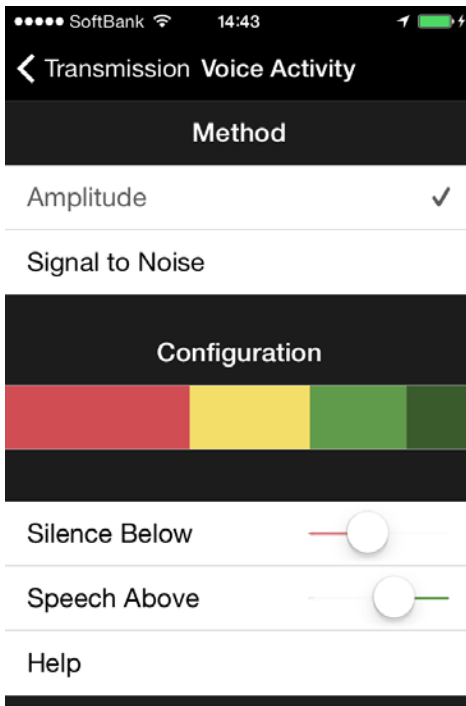 SoftBank 14:43
Transmission Voice Activity
Method
Amplitude
Signal to Noise
Configuration
Silence Below
Speech Above
Help